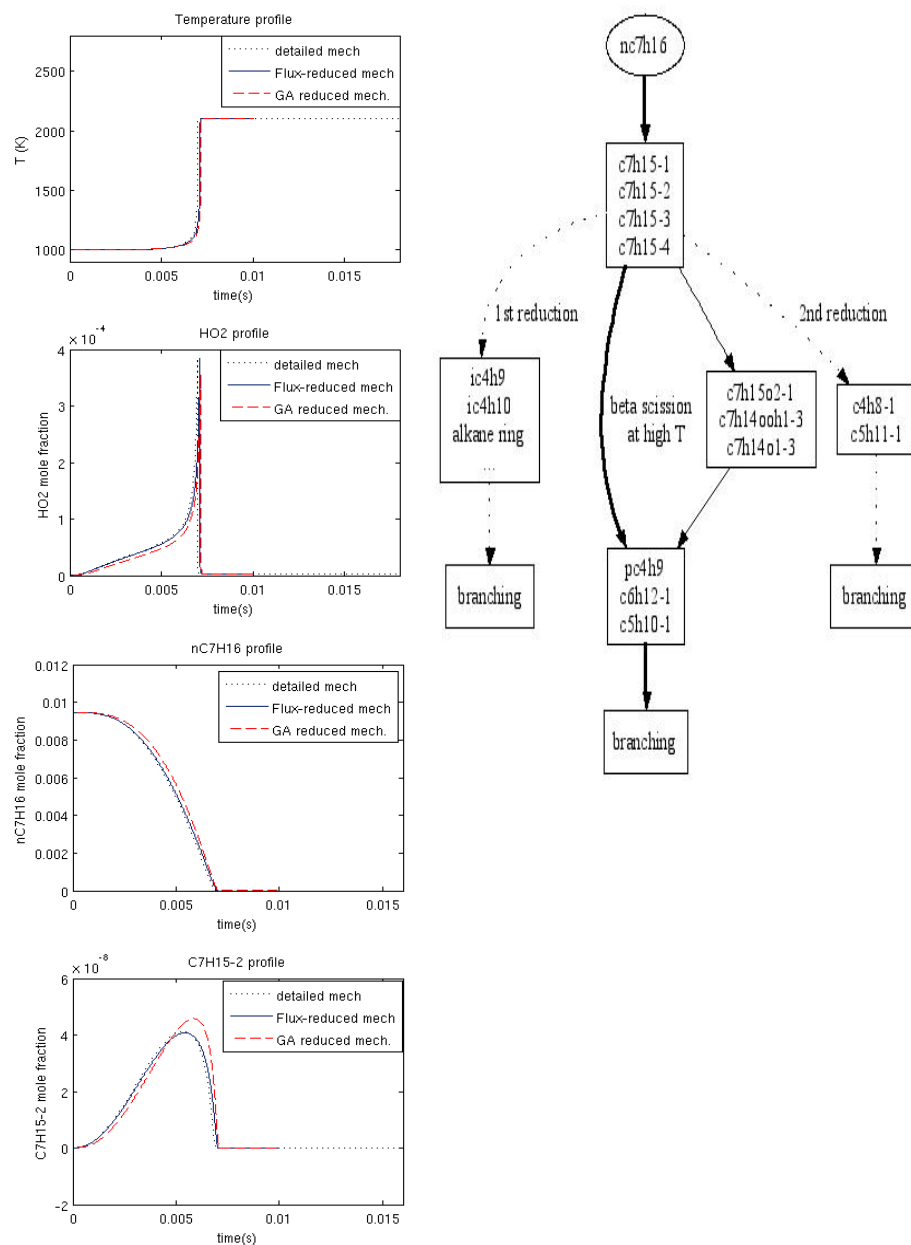 Temperature profile
detailed mech
Flux-reduced mech
GA reduced mech.
T (K)
2500
2000
1500
1000
0
0.005
0.01
0.015
time(s)
× 10⁻⁴
HO2 profile
detailed mech
Flux-reduced mech
GA reduced mech.
HO2 mole fraction
4
3
2
1
0
0
0.005
0.01
0.015
time(s)
nC7H16 profile
detailed mech
Flux-reduced mech
GA reduced mech.
nC7H16 mole fraction
0.012
0.01
0.008
0.006
0.004
0.002
0
0
0.005
0.01
0.015
time(s)
× 10⁻⁸
C7H15-2 profile
detailed mech
Flux-reduced mech
GA reduced mech.
C7H15-2 mole fraction
6
4
2
0
-2
0
0.005
0.01
0.015
time(s)
nc7h16
c7h15-1
c7h15-2
c7h15-3
c7h15-4
1st reduction
2nd reduction
ic4h9
ic4h10
alkane ring
...
beta scission
at high T
c7h15o2-1
c7h14ooh1-3
c7h14o1-3
c4h8-1
c5h11-1
branching
pc4h9
c6h12-1
c5h10-1
branching
branching